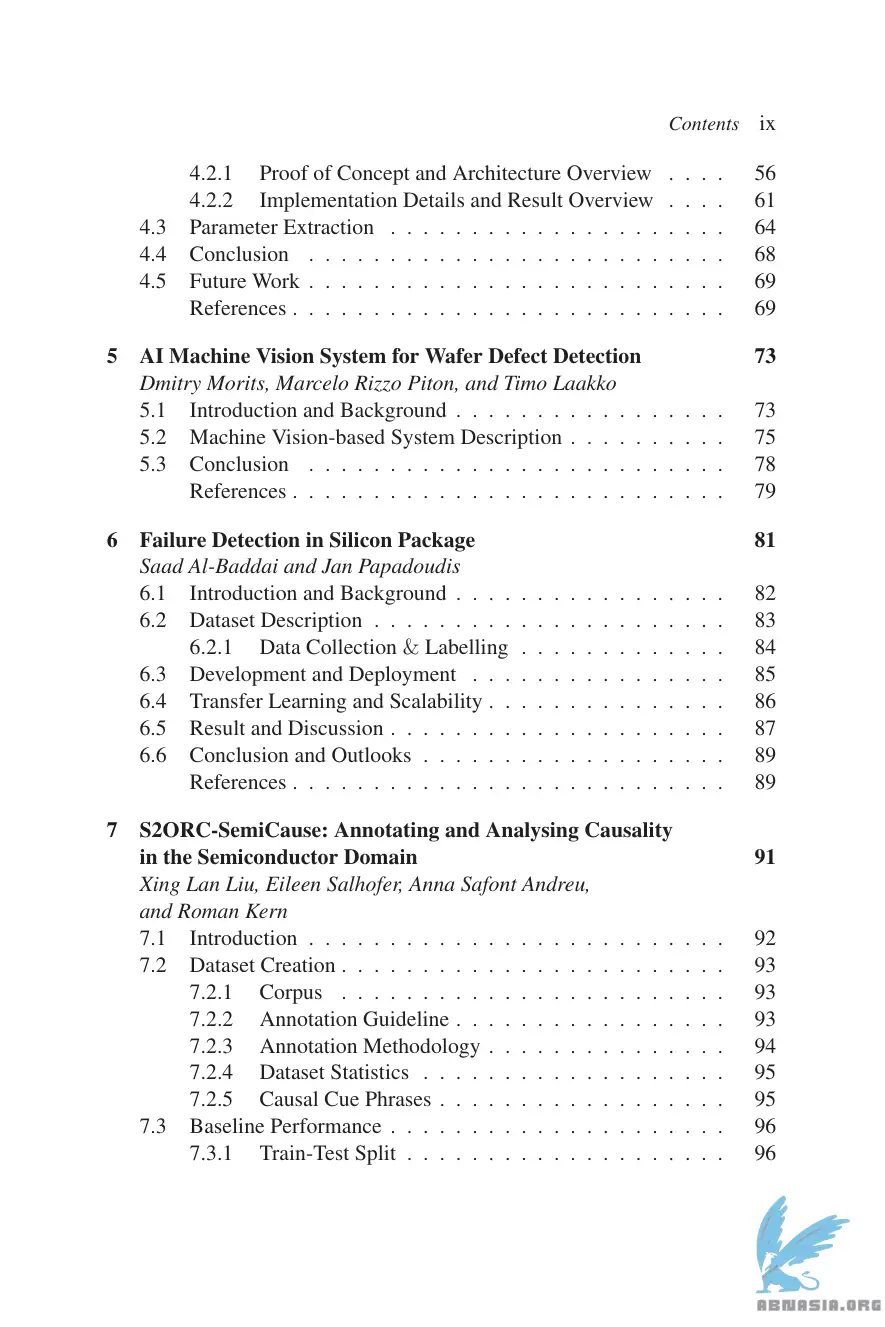 Contents ix
4.2.1 Proof of Concept and Architecture Overview . . . . 56
4.2.2 Implementation Details and Result Overview . . . . 61
4.3 Parameter Extraction . . . . . . . . . . . . . . . . . . . . . 64
4.4 Conclusion . . . . . . . . . . . . . . . . . . . . . . . . . . 68
4.5 Future Work . . . . . . . . . . . . . . . . . . . . . . . . . . 69
References . . . . . . . . . . . . . . . . . . . . . . . . . . . 69
5 AI Machine Vision System for Wafer Defect Detection 73
Dmitry Morits, Marcelo Rizzo Piton, and Timo Laakko
5.1 Introduction and Background . . . . . . . . . . . . . . . . . 73
5.2 Machine Vision-based System Description . . . . . . . . . . 75
5.3 Conclusion . . . . . . . . . . . . . . . . . . . . . . . . . . 78
References . . . . . . . . . . . . . . . . . . . . . . . . . . . 79
6 Failure Detection in Silicon Package 81
Saad Al-Baddai and Jan Papadoudis
6.1 Introduction and Background . . . . . . . . . . . . . . . . . 82
6.2 Dataset Description . . . . . . . . . . . . . . . . . . . . . . 83
6.2.1 Data Collection & Labelling . . . . . . . . . . . . . 84
6.3 Development and Deployment . . . . . . . . . . . . . . . . 85
6.4 Transfer Learning and Scalability . . . . . . . . . . . . . . . 86
6.5 Result and Discussion . . . . . . . . . . . . . . . . . . . . . 87
6.6 Conclusion and Outlooks . . . . . . . . . . . . . . . . . . . 89
References . . . . . . . . . . . . . . . . . . . . . . . . . . . 89
7 S2ORC-SemiCause: Annotating and Analysing Causality
in the Semiconductor Domain 91
Xing Lan Liu, Eileen Salhofer, Anna Safont Andreu,
and Roman Kern
7.1 Introduction . . . . . . . . . . . . . . . . . . . . . . . . . . 92
7.2 Dataset Creation . . . . . . . . . . . . . . . . . . . . . . . . 93
7.2.1 Corpus . . . . . . . . . . . . . . . . . . . . . . . . 93
7.2.2 Annotation Guideline . . . . . . . . . . . . . . . . . 93
7.2.3 Annotation Methodology . . . . . . . . . . . . . . . 94
7.2.4 Dataset Statistics . . . . . . . . . . . . . . . . . . . 95
7.2.5 Causal Cue Phrases . . . . . . . . . . . . . . . . . . 95
7.3 Baseline Performance . . . . . . . . . . . . . . . . . . . . . 96
7.3.1 Train-Test Split . . . . . . . . . . . . . . . . . . . . 96
ABNASIA.ORG